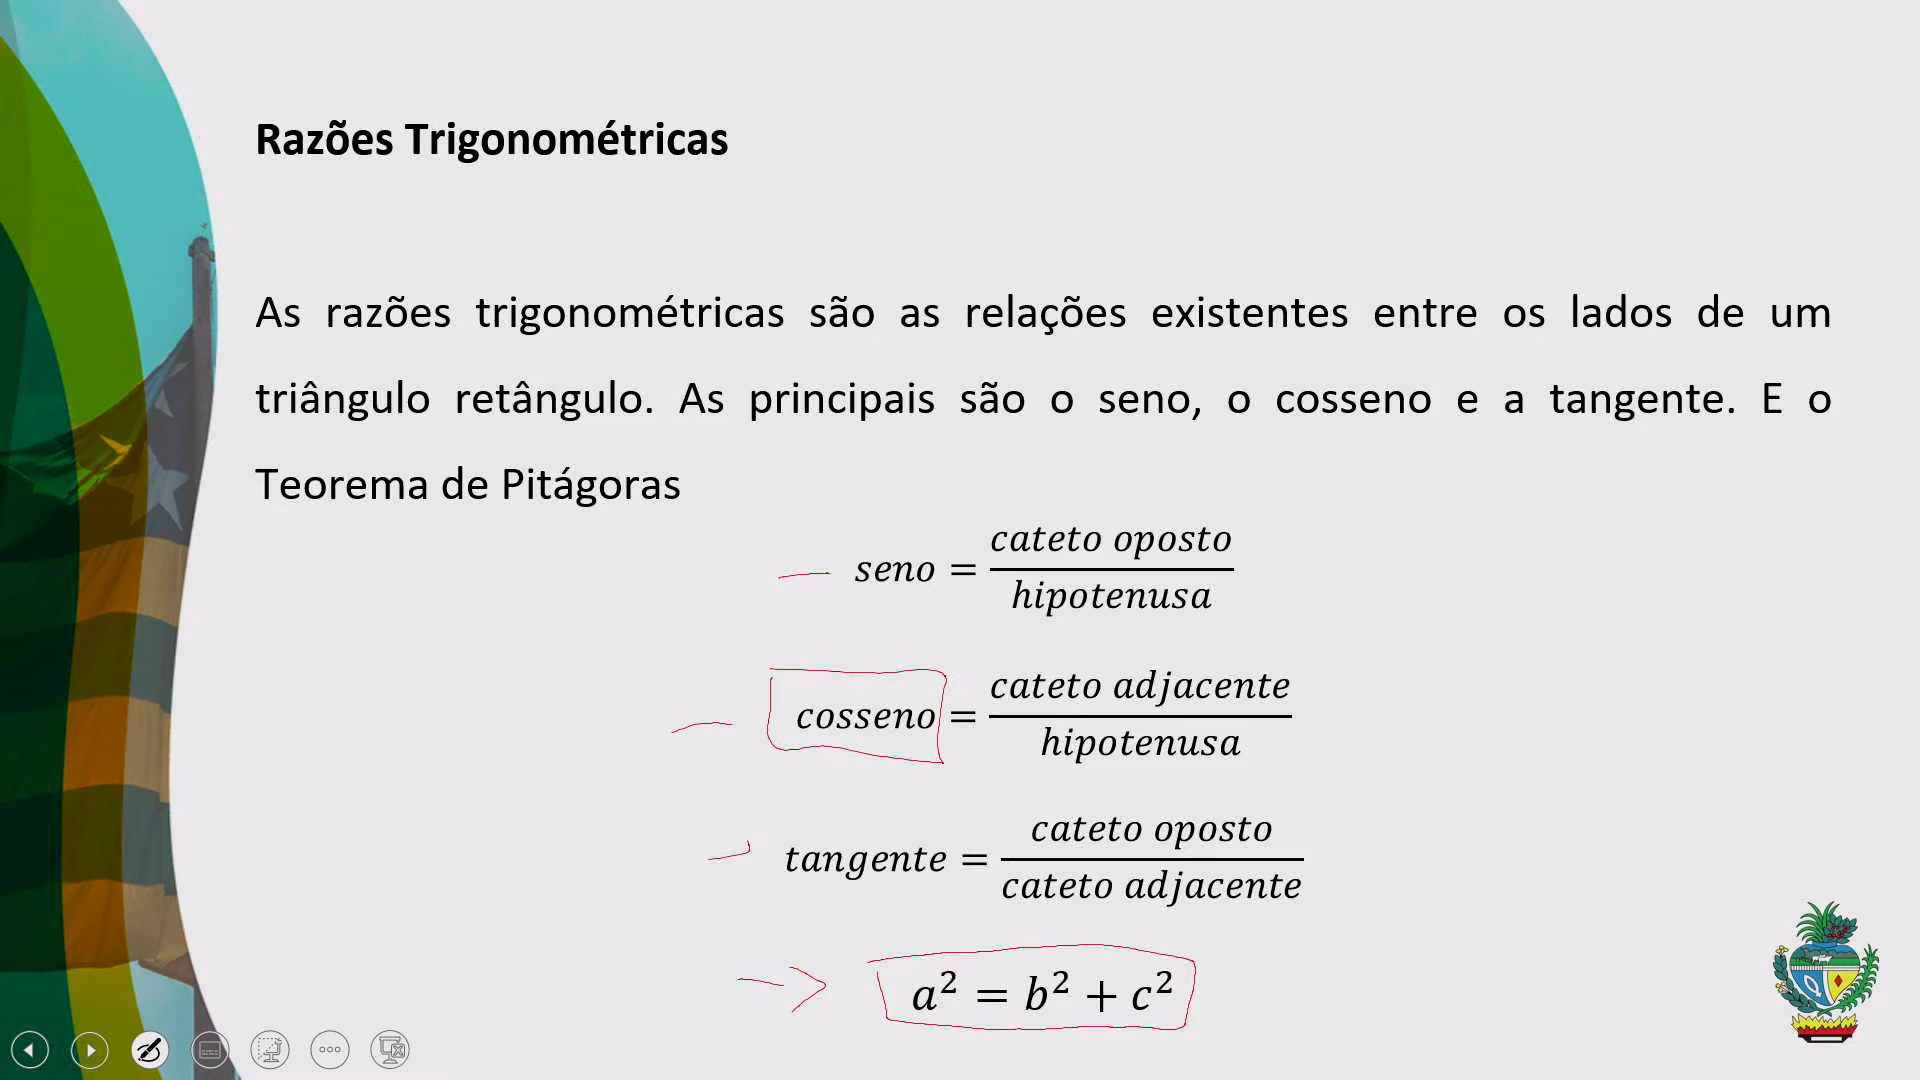 Razões Trigonométricas
As razões trigonométricas são as relações existentes entre os lados de um
triângulo retângulo. As principais são o seno, o cosseno e a tangente. E o
Teorema de Pitágoras
seno = cateto oposto / hipotenusa
cosseno = cateto adjacente / hipotenusa
tangente = cateto oposto / cateto adjacente
a² = b² + c²